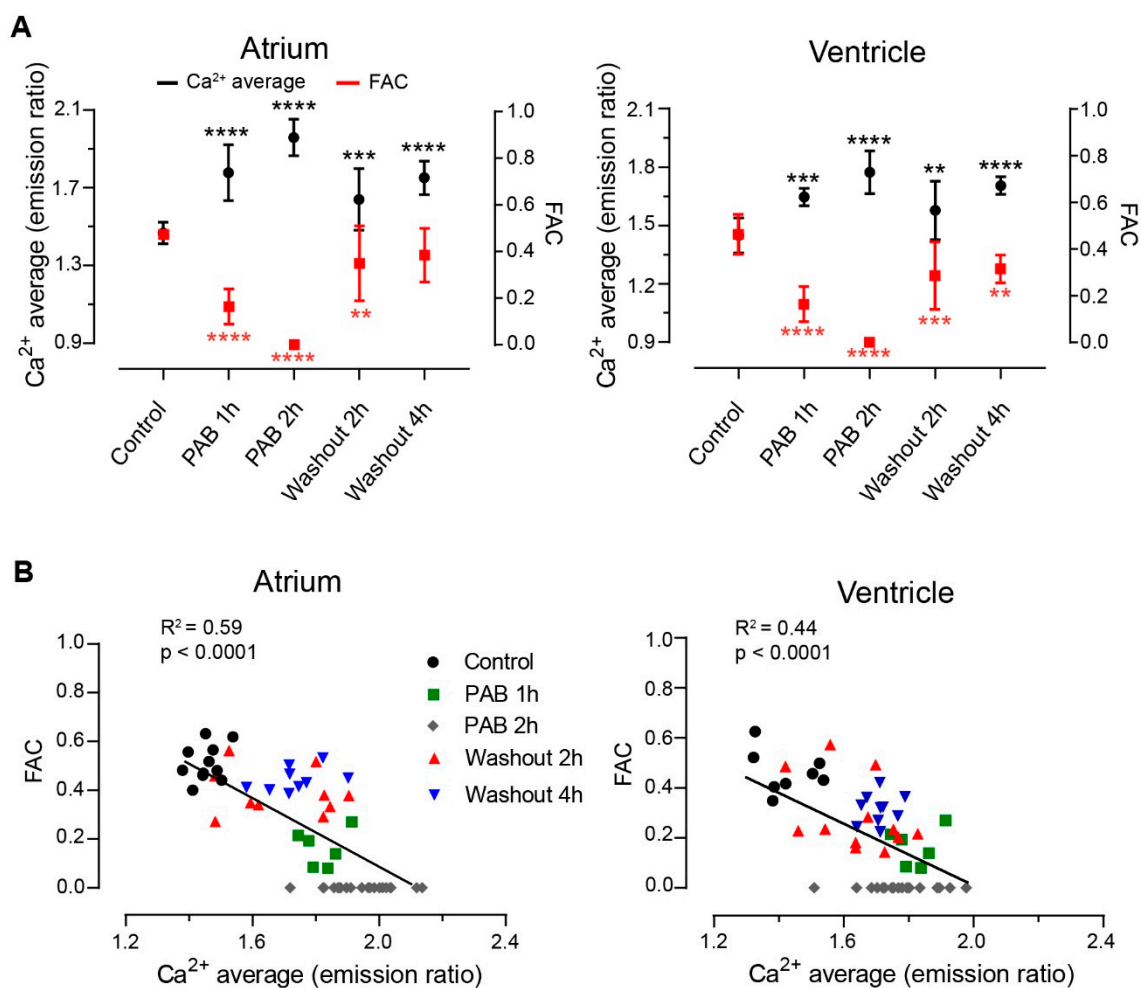 A
Atrium
Ca²⁺ average
FAC
Ca²⁺ average (emission ratio)
2.1
1.7
1.3
0.9
****
****
***
****
****
****
**
1.0
0.8
0.6
0.4
0.2
0.0
FAC
Control
PAB 1h
PAB 2h
Washout 2h
Washout 4h
Ventricle
Ca²⁺ average (emission ratio)
2.1
1.8
1.5
1.2
0.9
***
****
**
****
****
****
***
**
1.0
0.8
0.6
0.4
0.2
0.0
FAC
Control
PAB 1h
PAB 2h
Washout 2h
Washout 4h
B
Atrium
R² = 0.59
p < 0.0001
FAC
1.0
0.8
0.6
0.4
0.2
0.0
1.2
1.6
2.0
2.4
Ca²⁺ average (emission ratio)
Control
PAB 1h
PAB 2h
Washout 2h
Washout 4h
Ventricle
R² = 0.44
p < 0.0001
FAC
1.0
0.8
0.6
0.4
0.2
0.0
1.2
1.6
2.0
2.4
Ca²⁺ average (emission ratio)